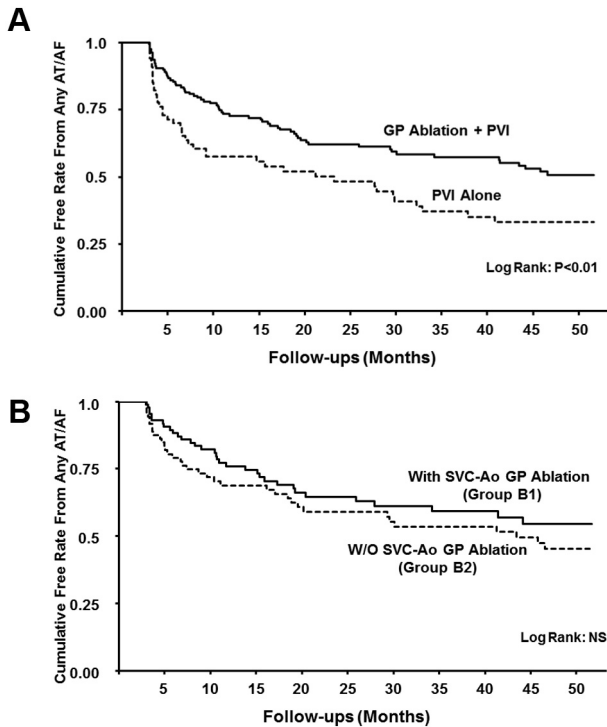 A
Cumulative Free Rate From Any AT/AF
1.0
0.75
0.5
0.25
0.00
GP Ablation + PVI
PVI Alone
Log Rank: P<0.01
5 10 15 20 25 30 35 40 45 50
Follow-ups (Months)
B
Cumulative Free Rate From Any AT/AF
1.0
0.75
0.5
0.25
0.00
With SVC-Ao GP Ablation
(Group B1)
W/O SVC-Ao GP Ablation
(Group B2)
Log Rank: NS
5 10 15 20 25 30 35 40 45 50
Follow-ups (Months)